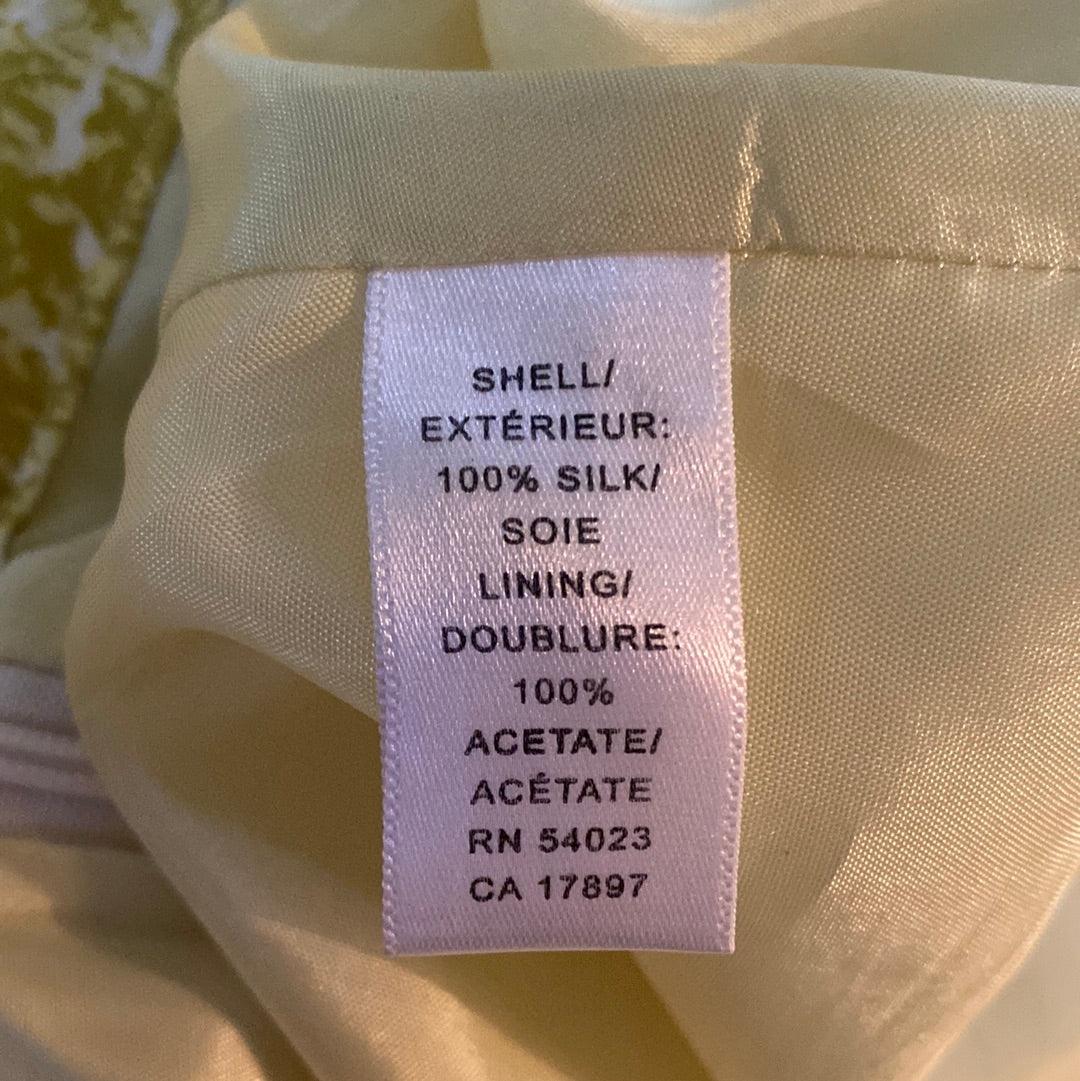 SHELL/
EXTÉRIEUR:
100% SILK/
SOIE
LINING/
DOUBLURE:
100%
ACETATE/
ACÉTATE
RN 54023
CA 17897